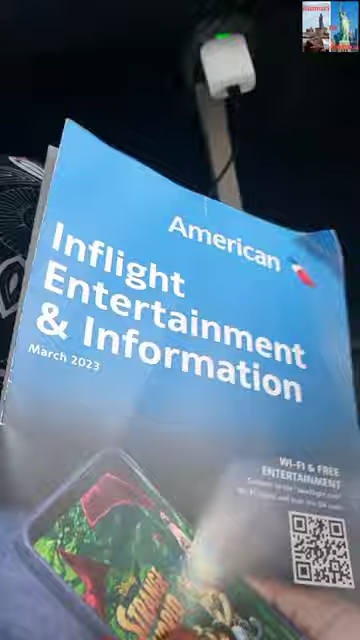 American
Inflight
Entertainment
& Information
March 2023
WI-FI & FREE
ENTERTAINMENT